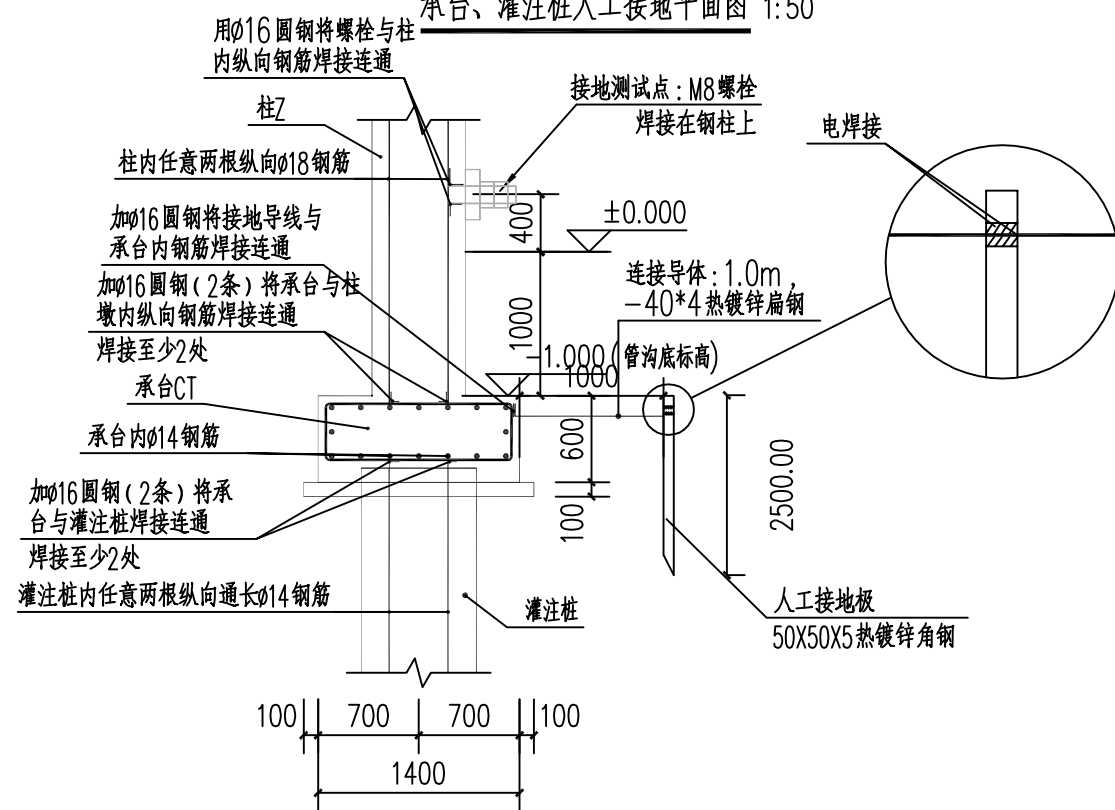 承台、灌注桩人工接地平面图 1:50
用Ø16圆钢将螺栓与柱
内纵向钢筋焊接连通
接地测试点：M8螺栓
焊接在钢柱上
柱Z
电焊接
柱内任意两根纵向Ø18钢筋
加Ø16圆钢将接地导线与
承台内钢筋焊接连通
400
±0.000
加Ø16圆钢（2条）将承台与柱
墩内纵向钢筋焊接连通
焊接至少2处
连接导体：1.0m，
-40*4热镀锌扁钢
1000
-1.000（管沟底标高）
1000
承台CT
承台内Ø14钢筋
600
2500.00
加Ø16圆钢（2条）将承
台与灌注桩焊接连通
焊接至少2处
100
灌注桩内任意两根纵向通长Ø14钢筋
灌注桩
人工接地极
50X50X5热镀锌角钢
100 700 700 100
1400